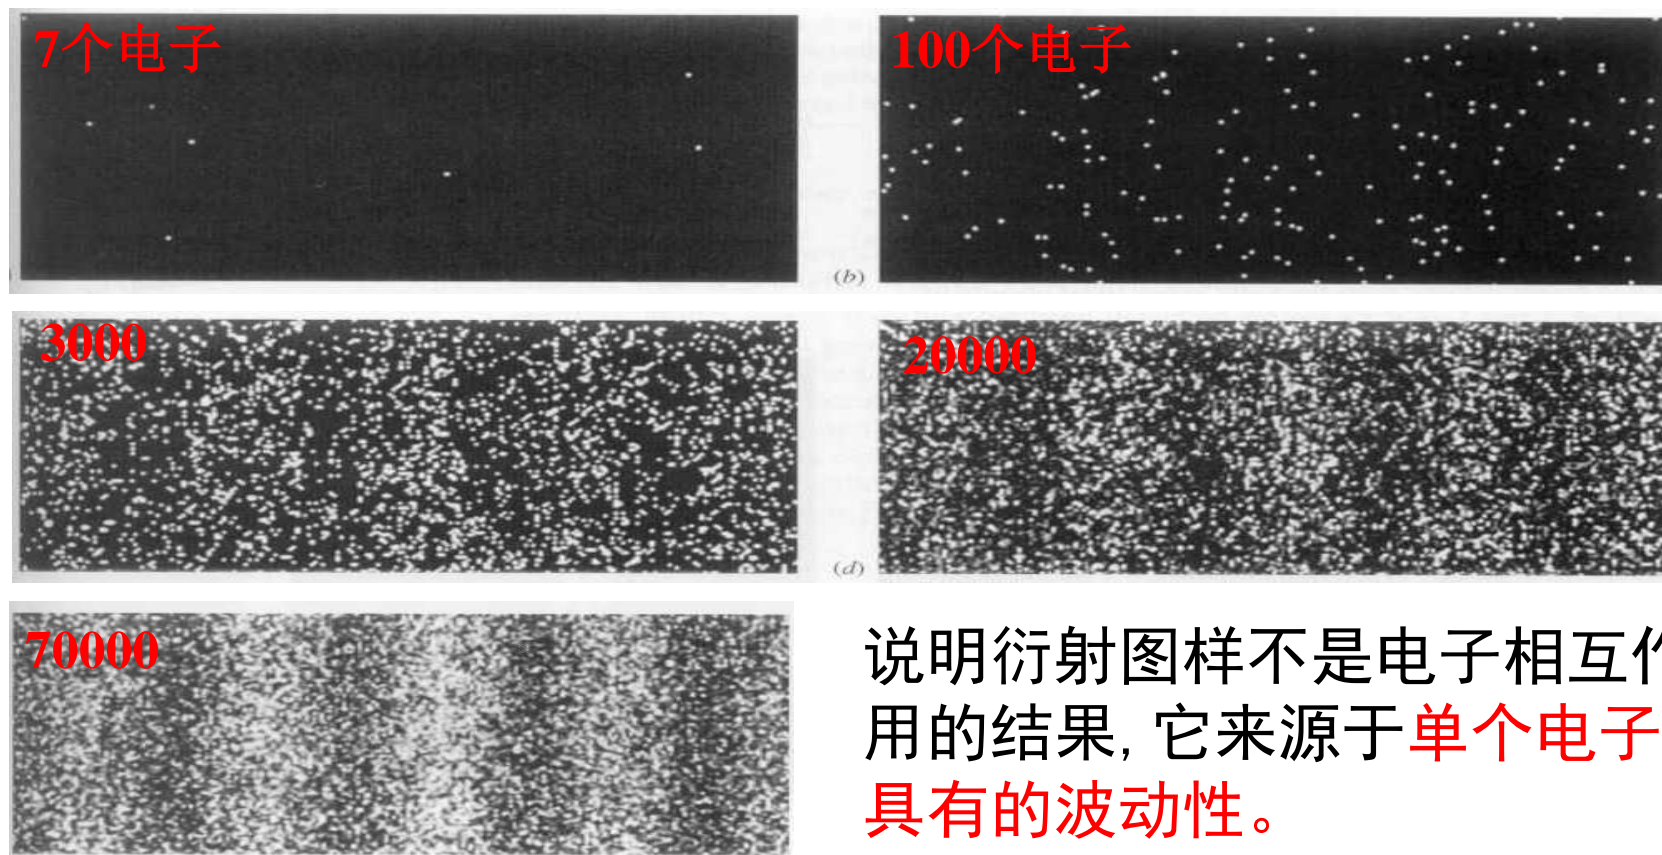 7个电子
100个电子
(b)
3000
20000
(d)
70000
说明衍射图样不是电子相互作
用的结果, 它来源于单个电子
具有的波动性。